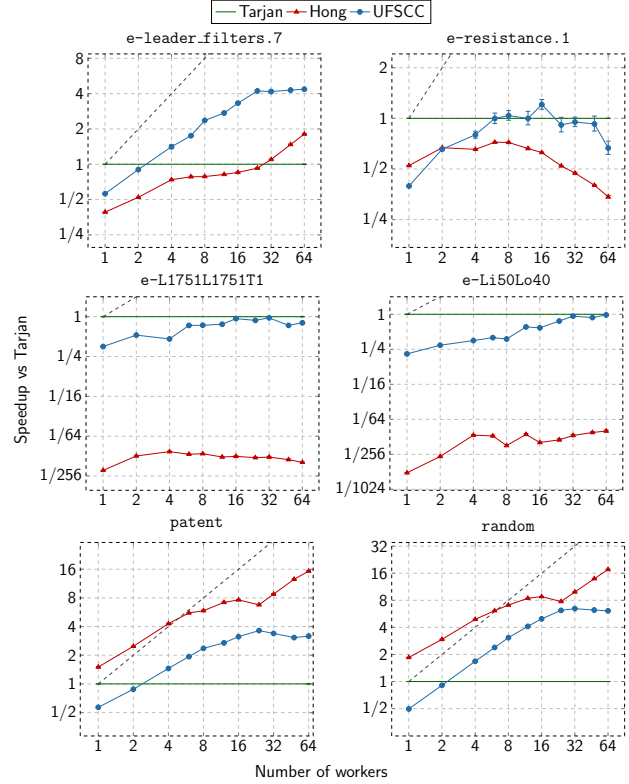 Tarjan Hong UFSCC
e-leader_filters.7
8
4
2
1
1/2
1/4
1 2 4 8 16 32 64
e-resistance.1
2
1
1/2
1/4
1 2 4 8 16 32 64
Speedup vs Tarjan
e-L1751L1751T1
1
1/4
1/16
1/64
1/256
1 2 4 8 16 32 64
e-Li50Lo40
1
1/4
1/16
1/64
1/256
1/1024
1 2 4 8 16 32 64
patent
16
8
4
2
1
1/2
1 2 4 8 16 32 64
random
32
16
8
4
2
1
1/2
1 2 4 8 16 32 64
Number of workers